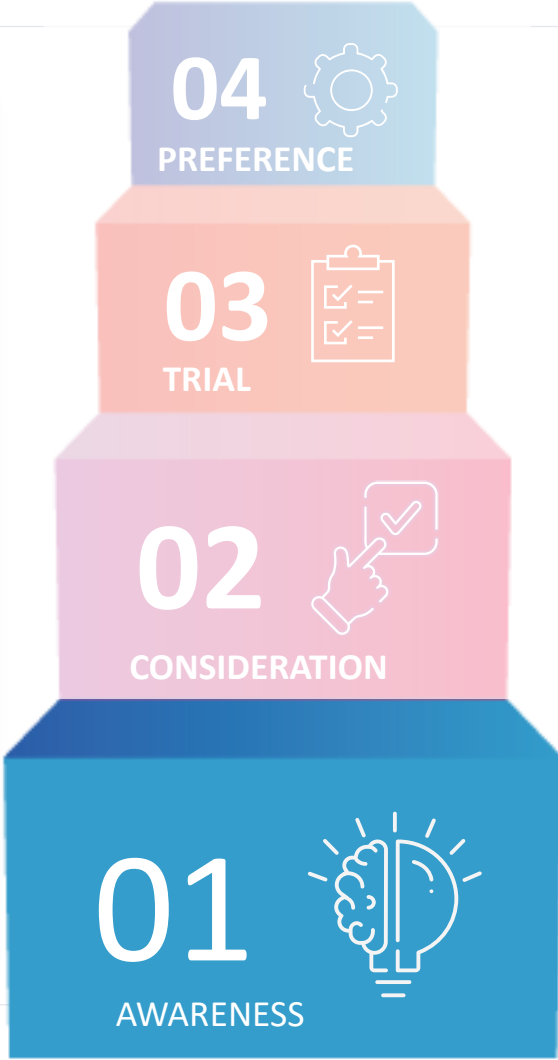 04
PREFERENCE
03
TRIAL
02
CONSIDERATION
01
AWARENESS